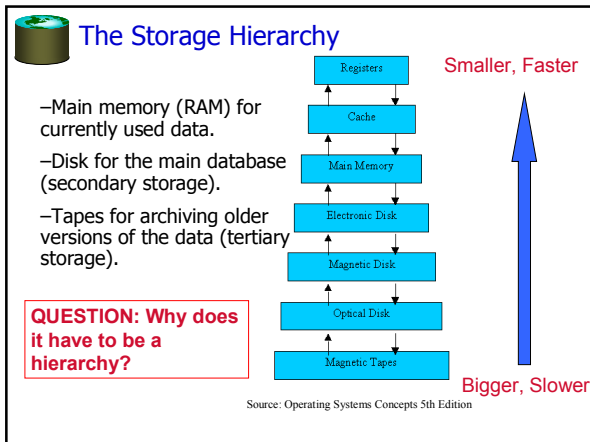 The Storage Hierarchy
–Main memory (RAM) for
currently used data.
–Disk for the main database
(secondary storage).
–Tapes for archiving older
versions of the data (tertiary
storage).
QUESTION: Why does
it have to be a
hierarchy?
Registers
Cache
Main Memory
Electronic Disk
Magnetic Disk
Optical Disk
Magnetic Tapes
Smaller, Faster
Bigger, Slower
Source: Operating Systems Concepts 5th Edition